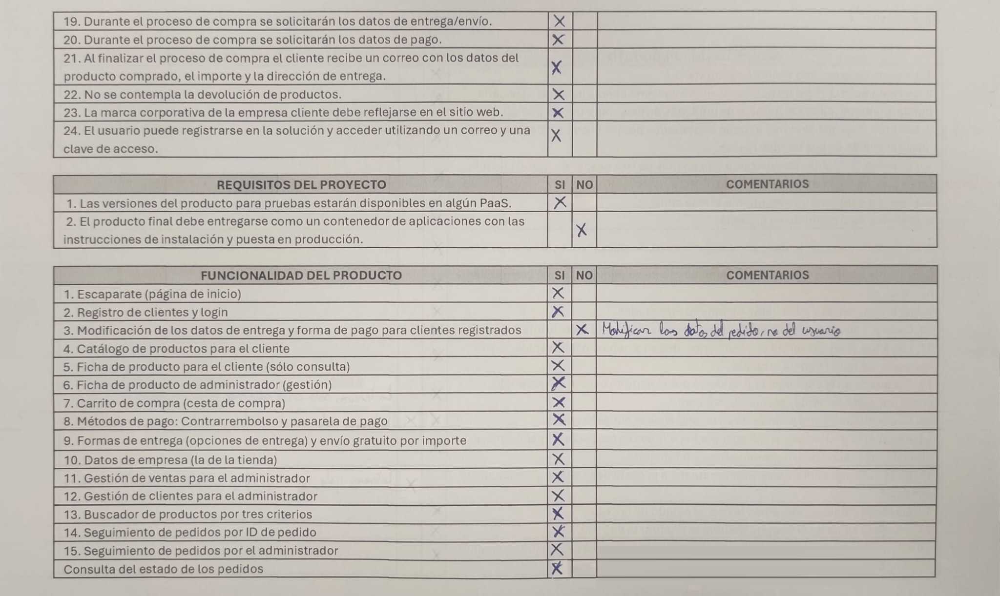 19. Durante el proceso de compra se solicitarán los datos de entrega/envío. X
20. Durante el proceso de compra se solicitarán los datos de pago. X
21. Al finalizar el proceso de compra el cliente recibe un correo con los datos del
producto comprado, el importe y la dirección de entrega. X
22. No se contempla la devolución de productos. X
23. La marca corporativa de la empresa cliente debe reflejarse en el sitio web. X
24. El usuario puede registrarse en la solución y acceder utilizando un correo y una X
clave de acceso.
REQUISITOS DEL PROYECTO SI NO COMENTARIOS
1. Las versiones del producto para pruebas estarán disponibles en algún PaaS. X
2. El producto final debe entregarse como un contenedor de aplicaciones con las X
instrucciones de instalación y puesta en producción.
FUNCIONALIDAD DEL PRODUCTO SI NO COMENTARIOS
1. Escaparate (página de inicio) X
2. Registro de clientes y login X
3. Modificación de los datos de entrega y forma de pago para clientes registrados X Modificar los datos del pedido, no del usuario
4. Catálogo de productos para el cliente X
5. Ficha de producto para el cliente (sólo consulta) X
6. Ficha de producto de administrador (gestión) X
7. Carrito de compra (cesta de compra) X
8. Métodos de pago: Contrarrembolso y pasarela de pago X
9. Formas de entrega (opciones de entrega) y envío gratuito por importe X
10. Datos de empresa (la de la tienda) X
11. Gestión de ventas para el administrador X
12. Gestión de clientes para el administrador X
13. Buscador de productos por tres criterios X
14. Seguimiento de pedidos por ID de pedido X
15. Seguimiento de pedidos por el administrador X
Consulta del estado de los pedidos X